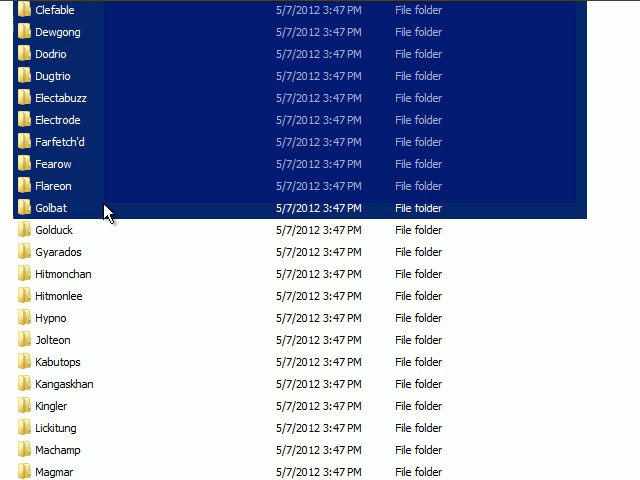 Clefable 5/7/2012 3:47 PM File folder
Dewgong 5/7/2012 3:47 PM File folder
Dodrio 5/7/2012 3:47 PM File folder
Dugtrio 5/7/2012 3:47 PM File folder
Electabuzz 5/7/2012 3:47 PM File folder
Electrode 5/7/2012 3:47 PM File folder
Farfetch'd 5/7/2012 3:47 PM File folder
Fearow 5/7/2012 3:47 PM File folder
Flareon 5/7/2012 3:47 PM File folder
Golbat 5/7/2012 3:47 PM File folder
Golduck 5/7/2012 3:47 PM File folder
Gyarados 5/7/2012 3:47 PM File folder
Hitmonchan 5/7/2012 3:47 PM File folder
Hitmonlee 5/7/2012 3:47 PM File folder
Hypno 5/7/2012 3:47 PM File folder
Jolteon 5/7/2012 3:47 PM File folder
Kabutops 5/7/2012 3:47 PM File folder
Kangaskhan 5/7/2012 3:47 PM File folder
Kingler 5/7/2012 3:47 PM File folder
Lickitung 5/7/2012 3:47 PM File folder
Machamp 5/7/2012 3:47 PM File folder
Magmar 5/7/2012 3:47 PM File folder